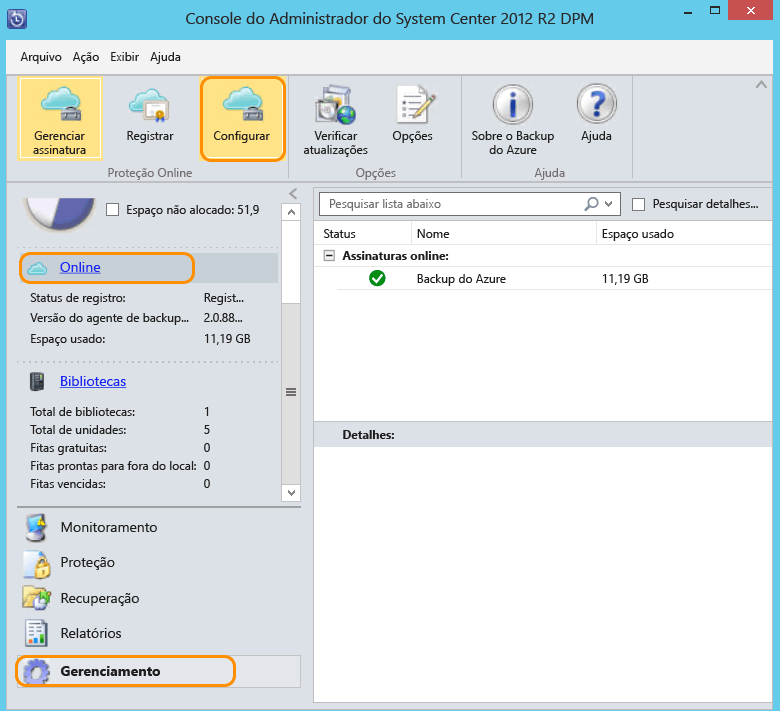 Console do Administrador do System Center 2012 R2 DPM
Arquivo Ação Exibir Ajuda
Gerenciar assinatura
Registrar
Configurar
Verificar atualizações
Opções
Sobre o Backup do Azure
Ajuda
Proteção Online
Opções
Ajuda
Espaço não alocado: 51,9
Online
Status de registro: Regist...
Versão do agente de backup... 2.0.88...
Espaço usado: 11,19 GB
Bibliotecas
Total de bibliotecas: 1
Total de unidades: 5
Fitas gratuitas: 0
Fitas prontas para fora do local: 0
Fitas vencidas: 0
Monitoramento
Proteção
Recuperação
Relatórios
Gerenciamento
Pesquisar lista abaixo
Pesquisar detalhes...
Status Nome Espaço usado
Assinaturas online:
Backup do Azure 11,19 GB
Detalhes: